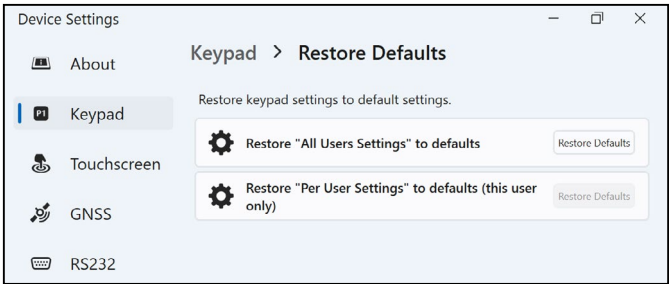 Device Settings
About
P1 Keypad
Touchscreen
GNSS
RS232
Keypad > Restore Defaults
Restore keypad settings to default settings.
Restore "All Users Settings" to defaults
Restore Defaults
Restore "Per User Settings" to defaults (this user
only)
Restore Defaults